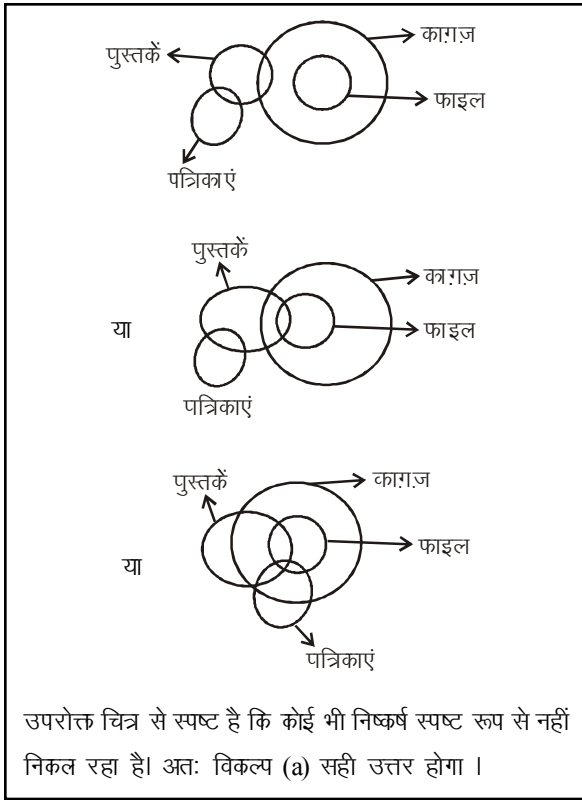 पुस्तकें
काग़ज़
फाइल
पत्रिकाएं
पुस्तकें
काग़ज़
या
फाइल
पत्रिकाएं
पुस्तकें
काग़ज़
या
फाइल
पत्रिकाएं
उपरोक्त चित्र से स्पष्ट है कि कोई भी निष्कर्ष स्पष्ट रूप से नहीं
निकल रहा है। अतः विकल्प (a) सही उत्तर होगा ।